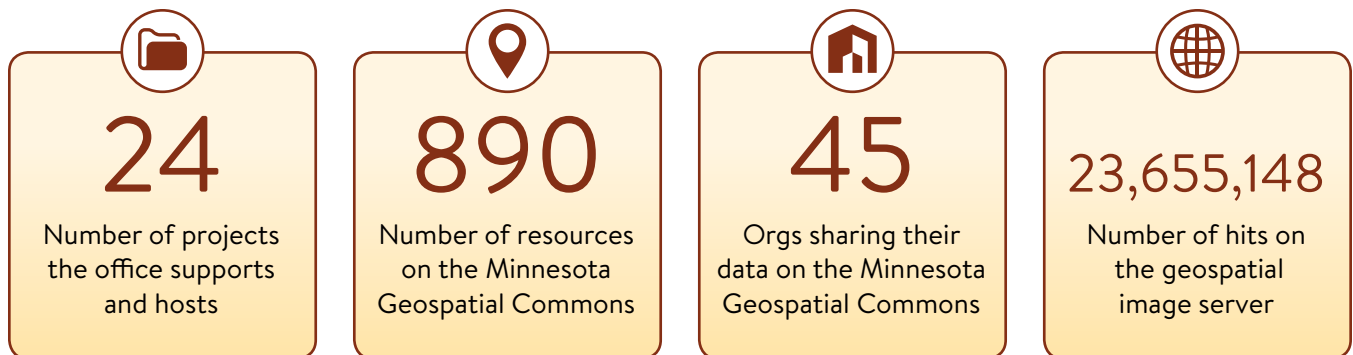 24
Number of projects
the office supports
and hosts
890
Number of resources
on the Minnesota
Geospatial Commons
45
Orgs sharing their
data on the Minnesota
Geospatial Commons
23,655,148
Number of hits on
the geospatial
image server